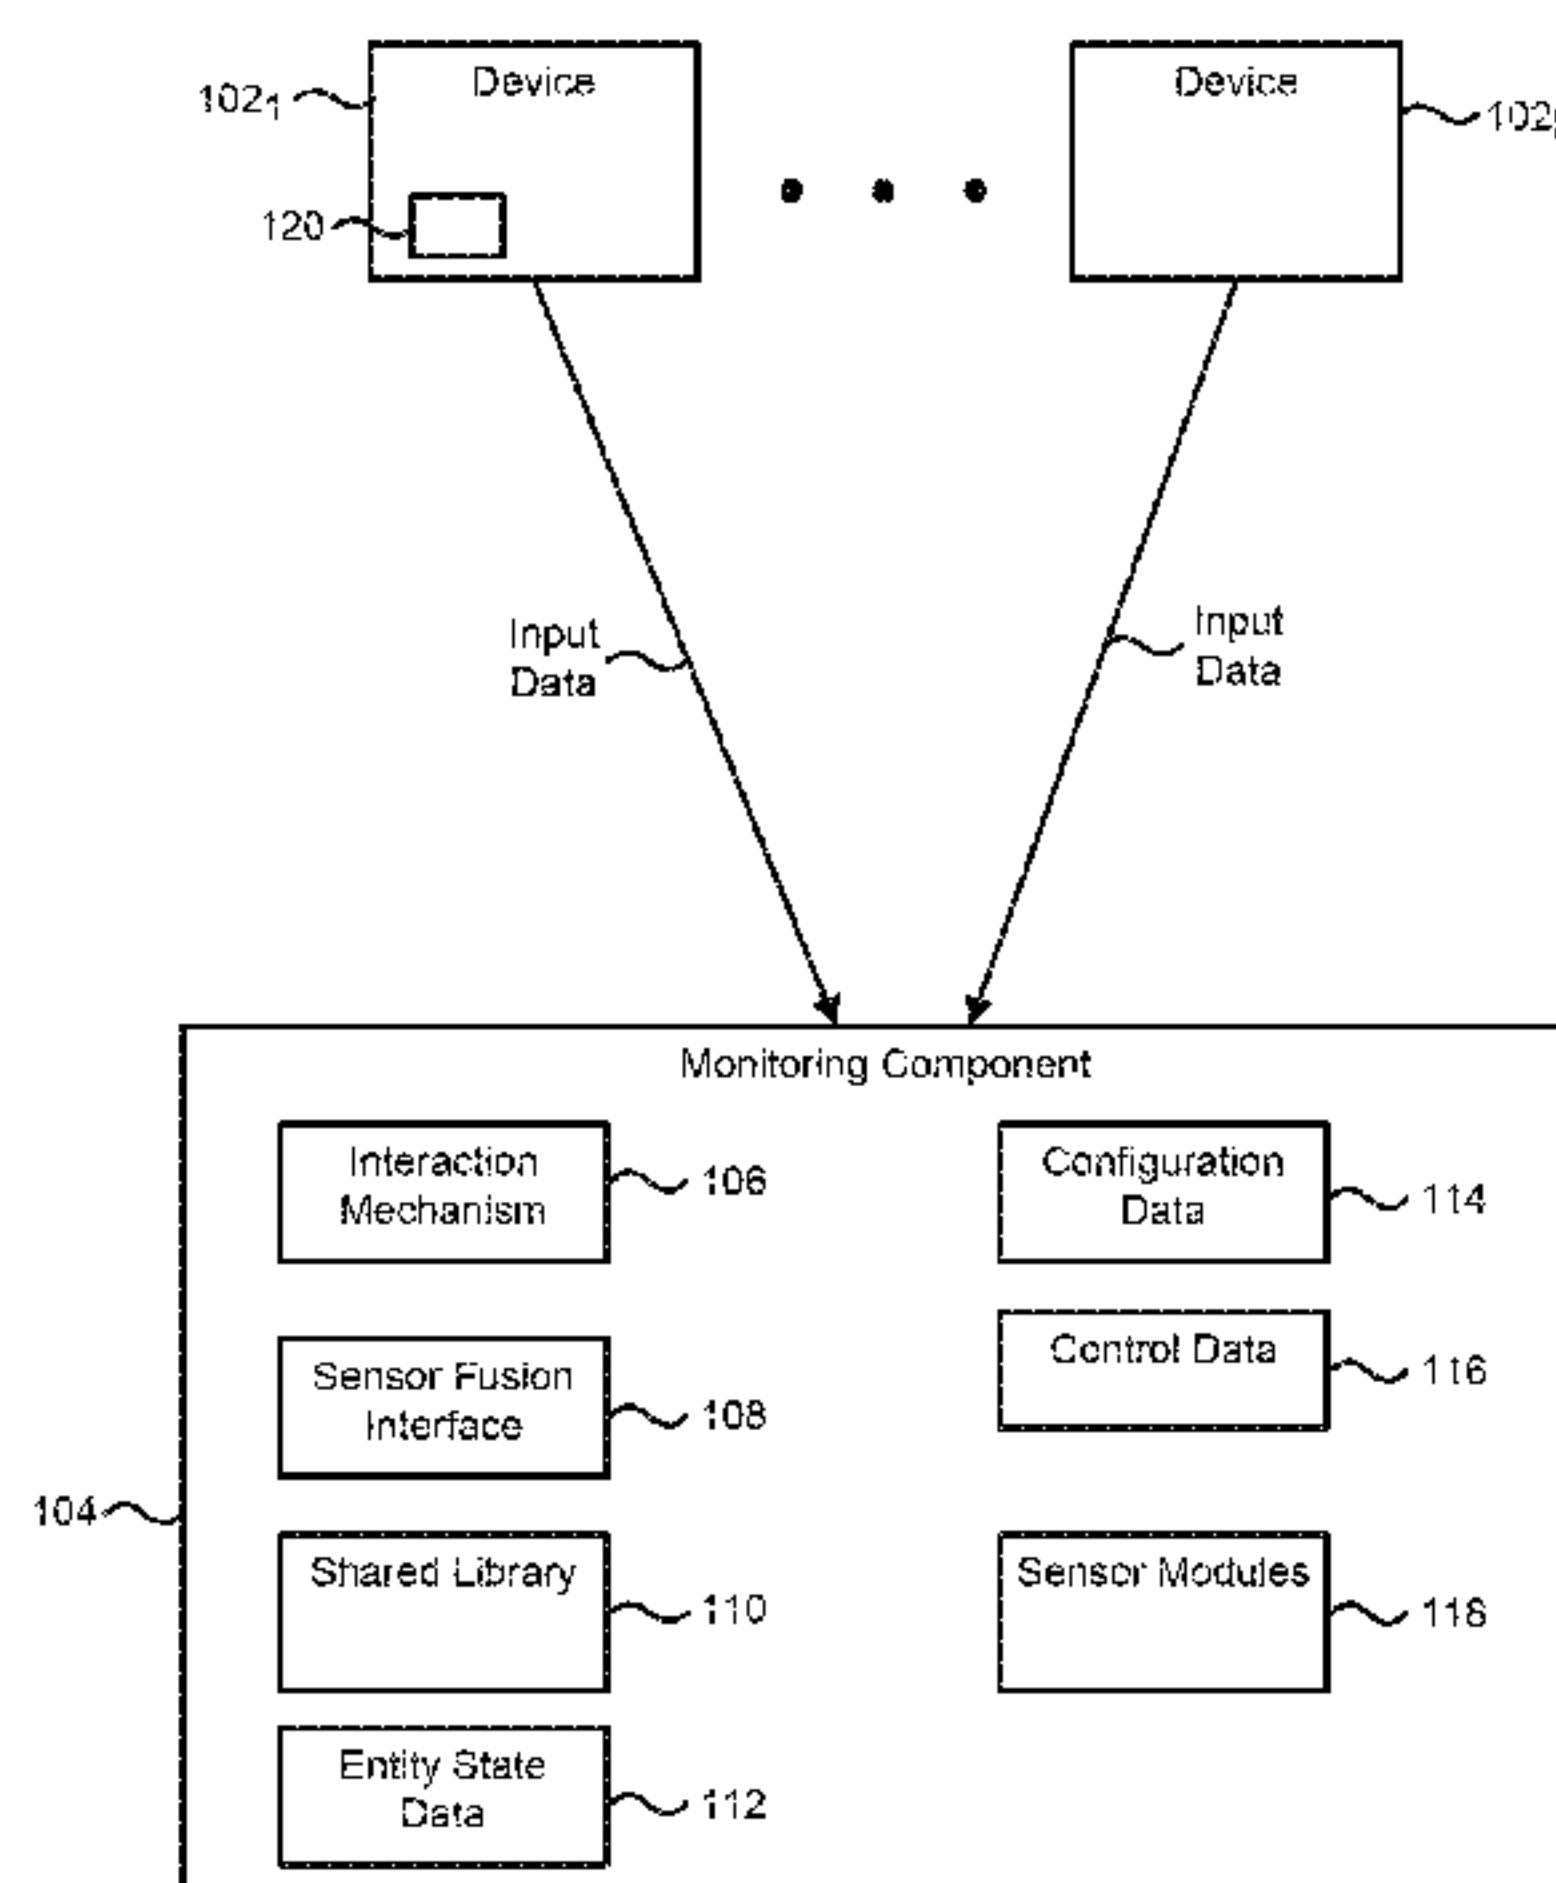 Device
Device
102₁
102
120
Input
Data
Input
Data
Monitoring Component
Interaction
Mechanism
106
Configuration
Data
114
Sensor Fusion
Interface
108
Control Data
116
104
Shared Library
110
Sensor Modules
118
Entity State
Data
112